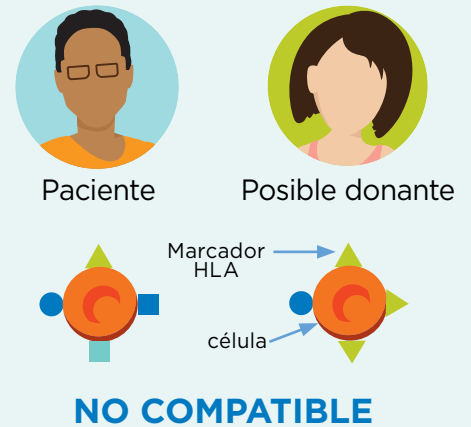 Paciente
Posible donante
Marcador
HLA
célula
NO COMPATIBLE